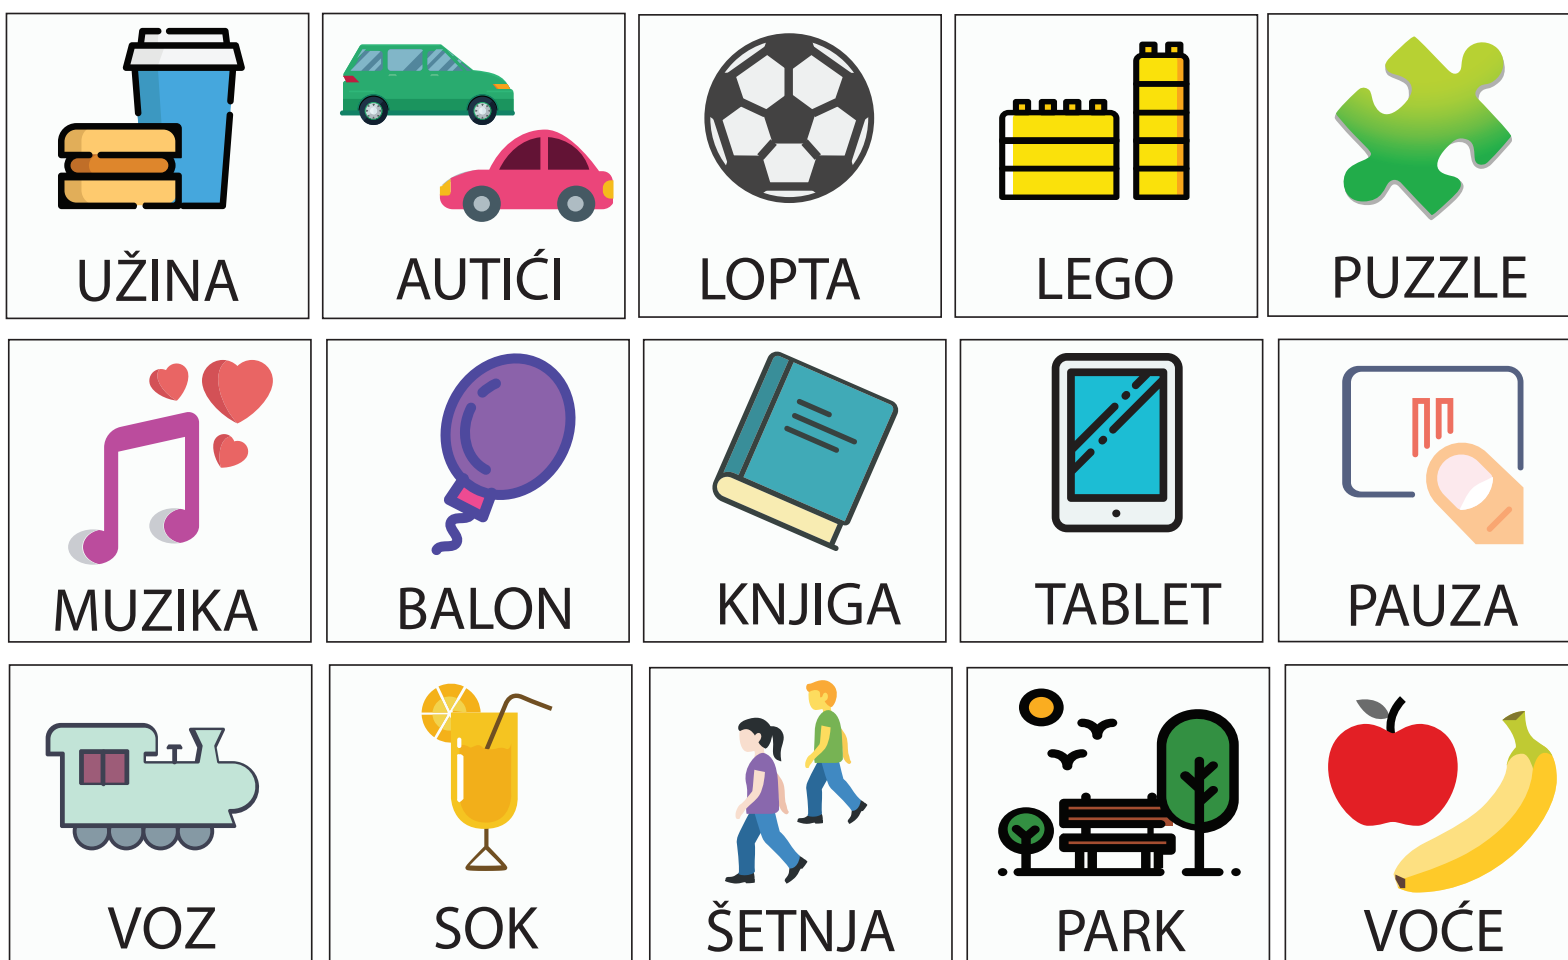 UŽINA
AUTIĆI
LOPTA
LEGO
PUZZLE
MUZIKA
BALON
KNJIGA
TABLET
PAUZA
VOZ
SOK
ŠETNJA
PARK
VOĆE